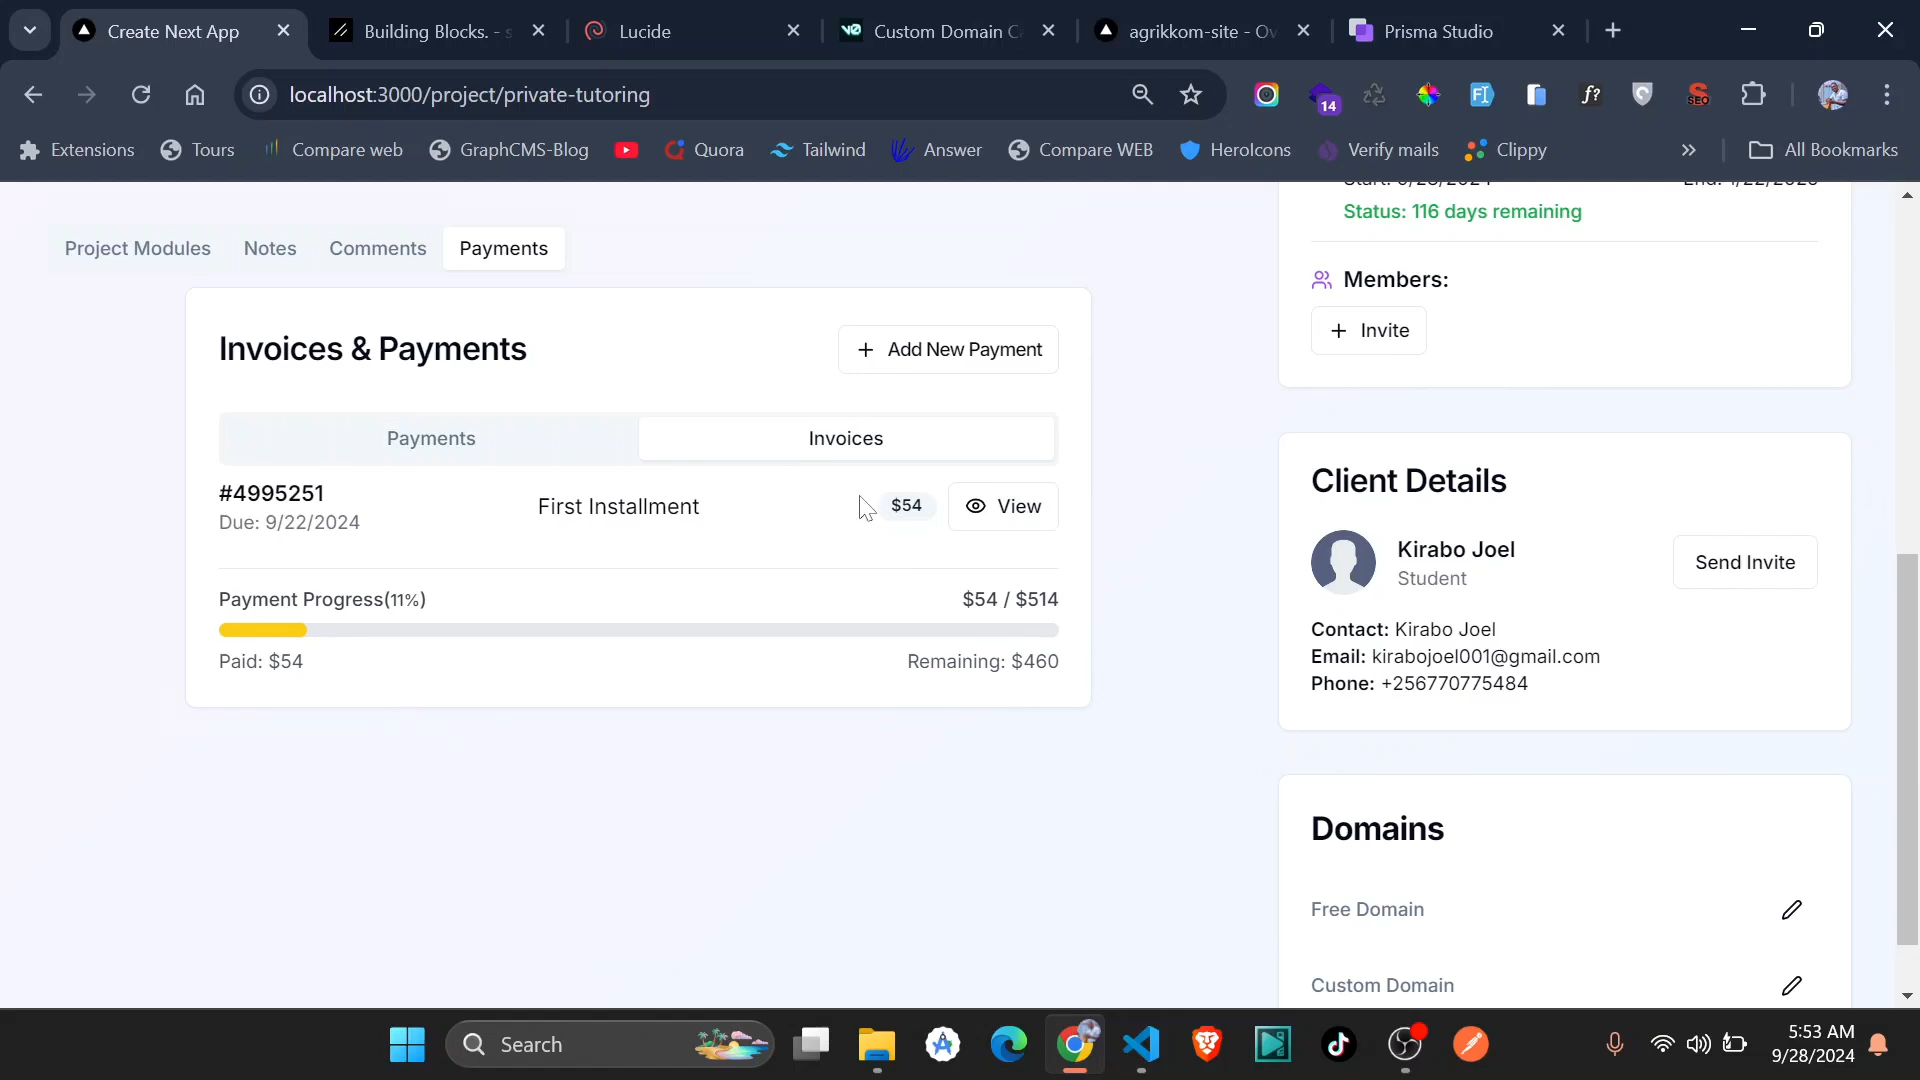 Create Next App
Building Blocks. - s
Lucide
Custom Domain Ca
agrikkom-site - Ov
Prisma Studio
localhost:3000/project/private-tutoring
14
f?
SEO
Extensions
Tours
Compare web
GraphCMS-Blog
Quora
Tailwind
Answer
Compare WEB
HeroIcons
Verify mails
Clippy
All Bookmarks
Status: 116 days remaining
Project Modules
Notes
Comments
Payments
Members:
Invite
Invoices & Payments
Add New Payment
Payments
Invoices
#4995251
Due: 9/22/2024
First Installment
$54
View
Payment Progress(11%)
$54 / $514
Paid: $54
Remaining: $460
Client Details
Kirabo Joel
Student
Send Invite
Contact: Kirabo Joel
Email: kirabojoel001@gmail.com
Phone: +256770775484
Domains
Free Domain
Custom Domain
Search
5:53 AM
9/28/2024